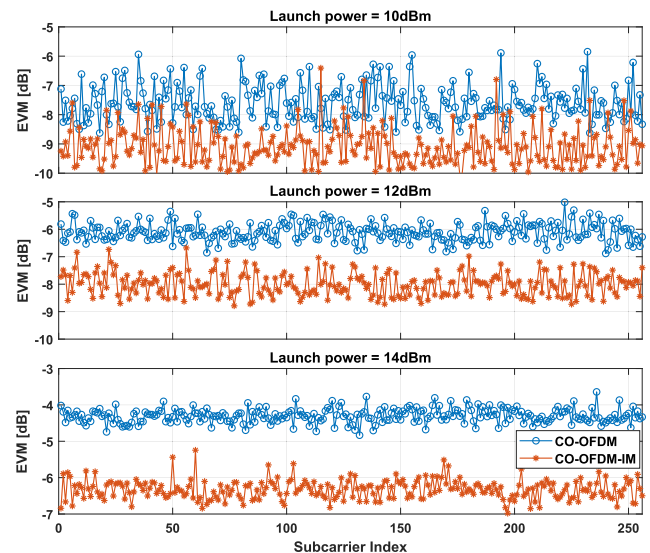 Launch power = 10dBm
-5
-6
-7
-8
-9
-10
EVM [dB]
Launch power = 12dBm
-5
-6
-7
-8
-9
-10
EVM [dB]
Launch power = 14dBm
-3
-4
-5
-6
-7
EVM [dB]
CO-OFDM
CO-OFDM-IM
0 50 100 150 200 250
Subcarrier Index